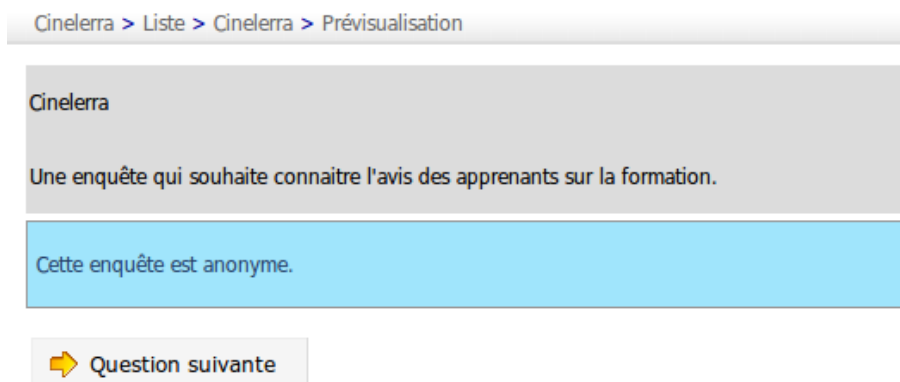 Cinelerra > Liste > Cinelerra > Prévisualisation
Cinelerra
Une enquête qui souhaite connaitre l'avis des apprenants sur la formation.
Cette enquête est anonyme.
Question suivante